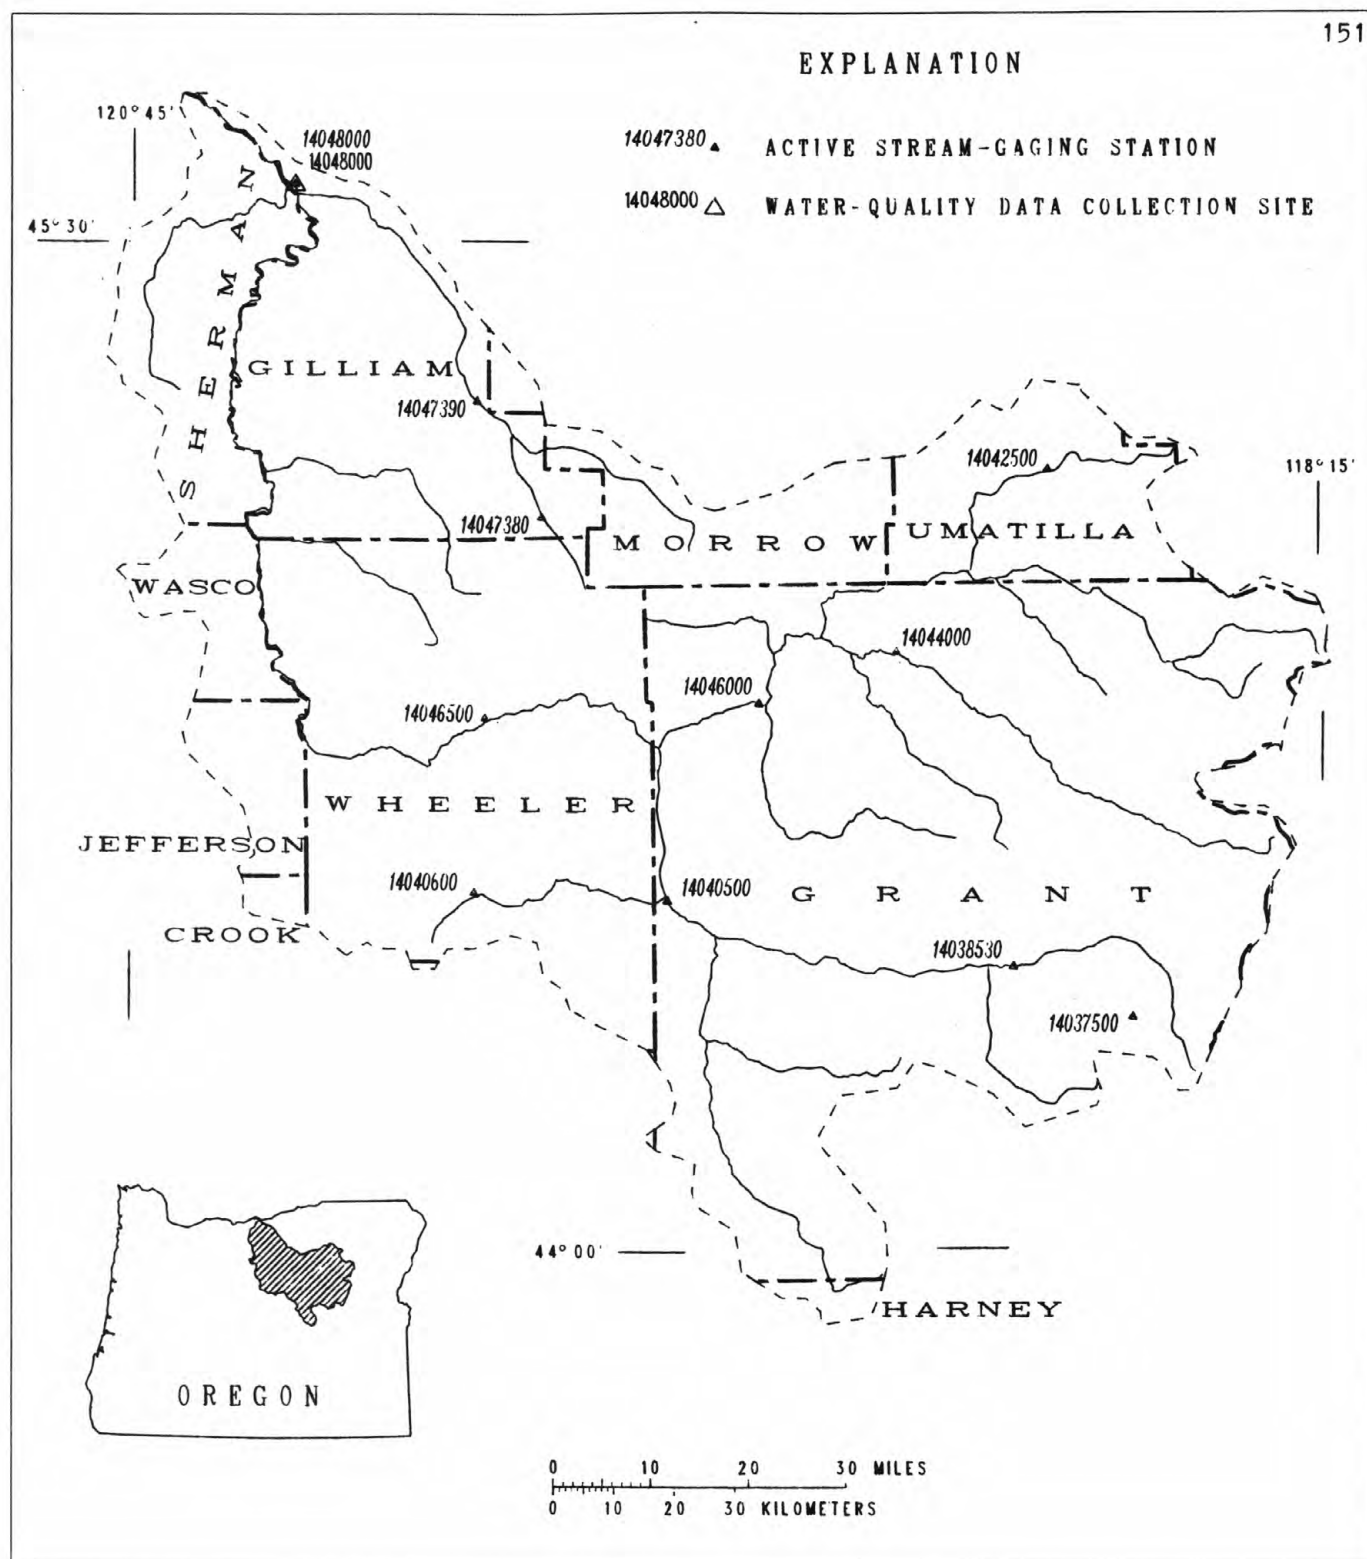 151
EXPLANATION
14047380 ACTIVE STREAM-GAGING STATION
14048000 WATER-QUALITY DATA COLLECTION SITE
120°45'
14048000
14048000
45°30'
SHERMAN
GILLIAM
14047390
14042500
118°15'
14047380
MORROW
UMATILLA
WASCO
14044000
14046000
14046500
WHEELER
JEFFERSON
14040600
14040500
GRANT
CROOK
14038530
14037500
44°00'
HARNEY
OREGON
0 10 20 30 MILES
0 10 20 30 KILOMETERS